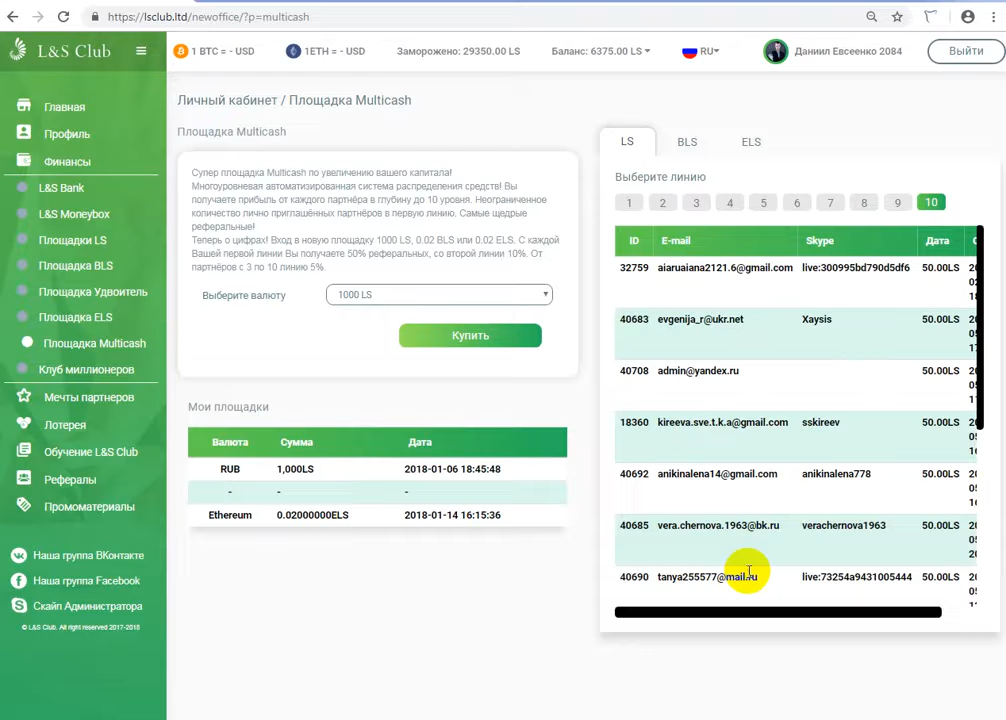 https://lsclub.ltd/newoffice/?p=multicash
L&S Club
1 BTC = - USD
1ETH = - USD
Заморожено: 29350.00 LS
Баланс: 6375.00 LS
RU
Даниил Евсеенко 2084
Выйти
Главная
Профиль
Финансы
L&S Bank
L&S Moneybox
Площадки LS
Площадка BLS
Площадка Удвоитель
Площадка ELS
Площадка Multicash
Клуб миллионеров
Мечты партнеров
Лотерея
Обучение L&S Club
Рефералы
Промоматериалы
Наша группа ВКонтакте
Наша группа Facebook
Скайп Администратора
© L&S Club. All right reserved 2017-2018
Личный кабинет / Площадка Multicash
Площадка Multicash
Супер площадка Multicash по увеличению вашего капитала!
Многоуровневая автоматизированная система распределения средств! Вы
получаете прибыль от каждого партнёра в глубину до 10 уровня. Неограниченное
количество лично приглашённых партнёров в первую линию. Самые щедрые
реферальные!
Теперь о цифрах! Вход в новую площадку 1000 LS, 0.02 BLS или 0.02 ELS. С каждой
Вашей первой линии Вы получаете 50% реферальных, со второй линии 10%. От
партнёров с 3 по 10 линию 5%.
Выберите валюту
1000 LS
Купить
Мои площадки
Валюта Сумма Дата
RUB 1,000LS 2018-01-06 18:45:48
- - -
Ethereum 0.02000000ELS 2018-01-14 16:15:36
LS BLS ELS
Выберите линию
1 2 3 4 5 6 7 8 9 10
ID E-mail Skype Дата
32759 aiaruaiana2121.6@gmail.com live:300995bd790d5df6 50.00LS
40683 evgenija_r@ukr.net Xaysis 50.00LS
40708 admin@yandex.ru 50.00LS
18360 kireeva.sve.t.k.a@gmail.com sskireev 50.00LS
40692 anikinalena14@gmail.com anikinalena778 50.00LS
40685 vera.chernova.1963@bk.ru verachernova1963 50.00LS
40690 tanya255577@mail.ru live:73254a9431005444 50.00LS